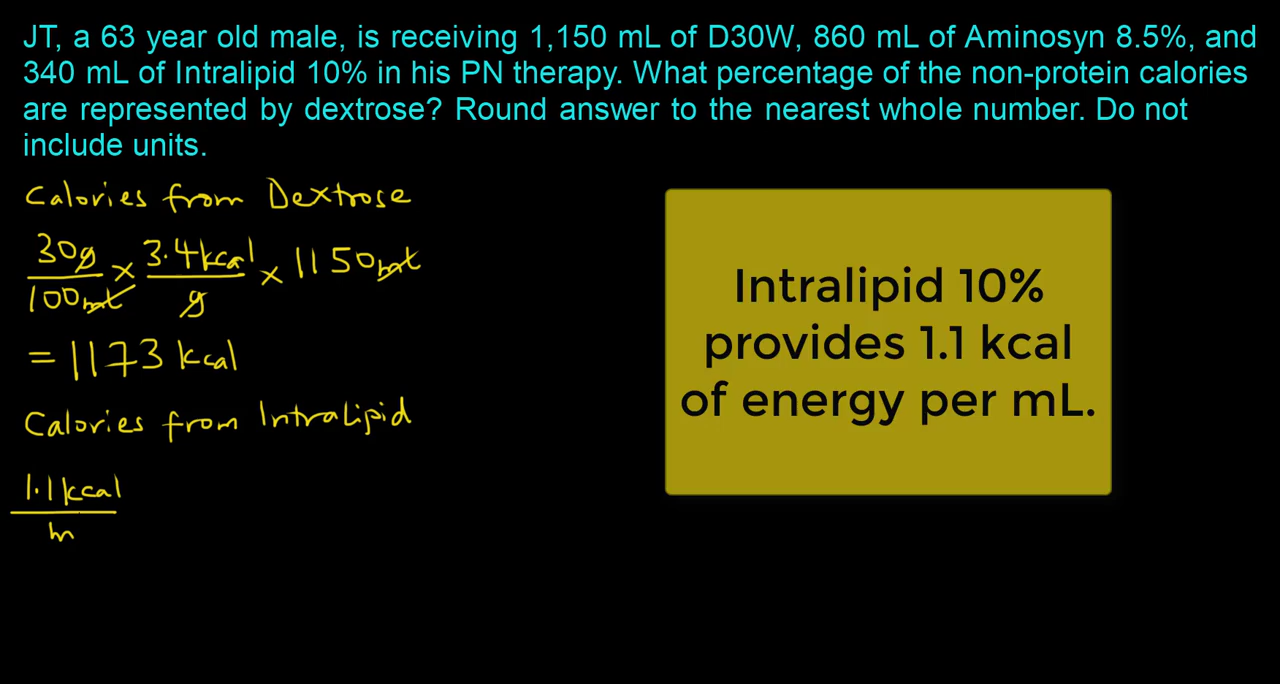 JT, a 63 year old male, is receiving 1,150 mL of D30W, 860 mL of Aminosyn 8.5%, and
340 mL of Intralipid 10% in his PN therapy. What percentage of the non-protein calories
are represented by dextrose? Round answer to the nearest whole number. Do not
include units.
Calories from Dextrose
30g/100mL × 3.4kcal/g × 1150mL
= 1173 kcal
Calories from Intralipid
1.1kcal/m
Intralipid 10%
provides 1.1 kcal
of energy per mL.